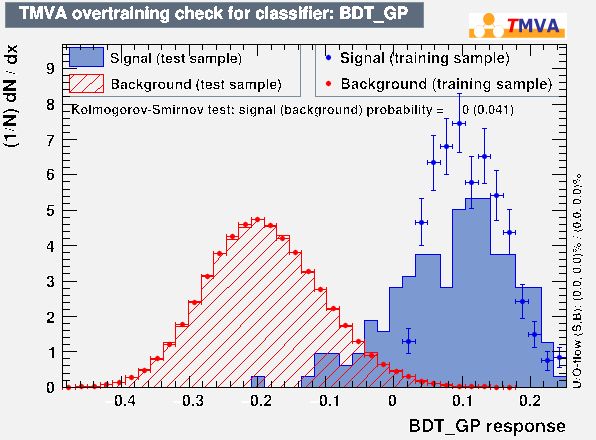 TMVA overtraining check for classifier: BDT_GP
TMVA
(1/N) dN / dx
Signal (test sample)
Background (test sample)
Signal (training sample)
Background (training sample)
Kolmogorov-Smirnov test: signal (background) probability = 0 (0.041)
9
8
7
6
5
4
3
2
1
0
−0.4 −0.3 −0.2 −0.1 0 0.1 0.2
BDT_GP response
U/O-flow (S,B): (0.0, 0.0)% / (0.0, 0.0)%